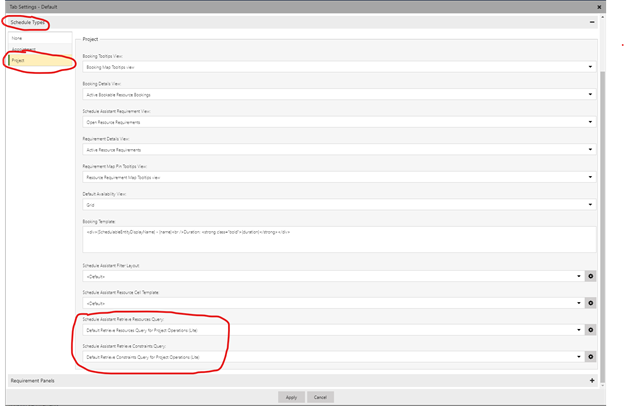 Tab Settings - Default
Schedule Types
None
Project
Project
Booking Tooltips View:
Booking Map Tooltips view
Booking Details View:
Active Bookable Resource Bookings
Schedule Assistant Requirement View:
Open Resource Requirements
Requirement Details View:
Active Resource Requirements
Requirement Map Pin Tooltips View:
Resource Requirement Map Tooltips view
Default Availability View:
Grid
Booking Template:
<div>{SchedulableEntityDisplayName} - {name}<br />Duration: <strong class="bold">{duration}</strong></div>
Schedule Assistant Filter Layout:
<Default>
Schedule Assistant Resource Cell Template:
<Default>
Schedule Assistant Retrieve Resources Query:
Default Retrieve Resources Query for Project Operations (Lite)
Schedule Assistant Retrieve Constraints Query:
Default Retrieve Constraints Query for Project Operations (Lite)
Requirement Panels
Apply
Cancel